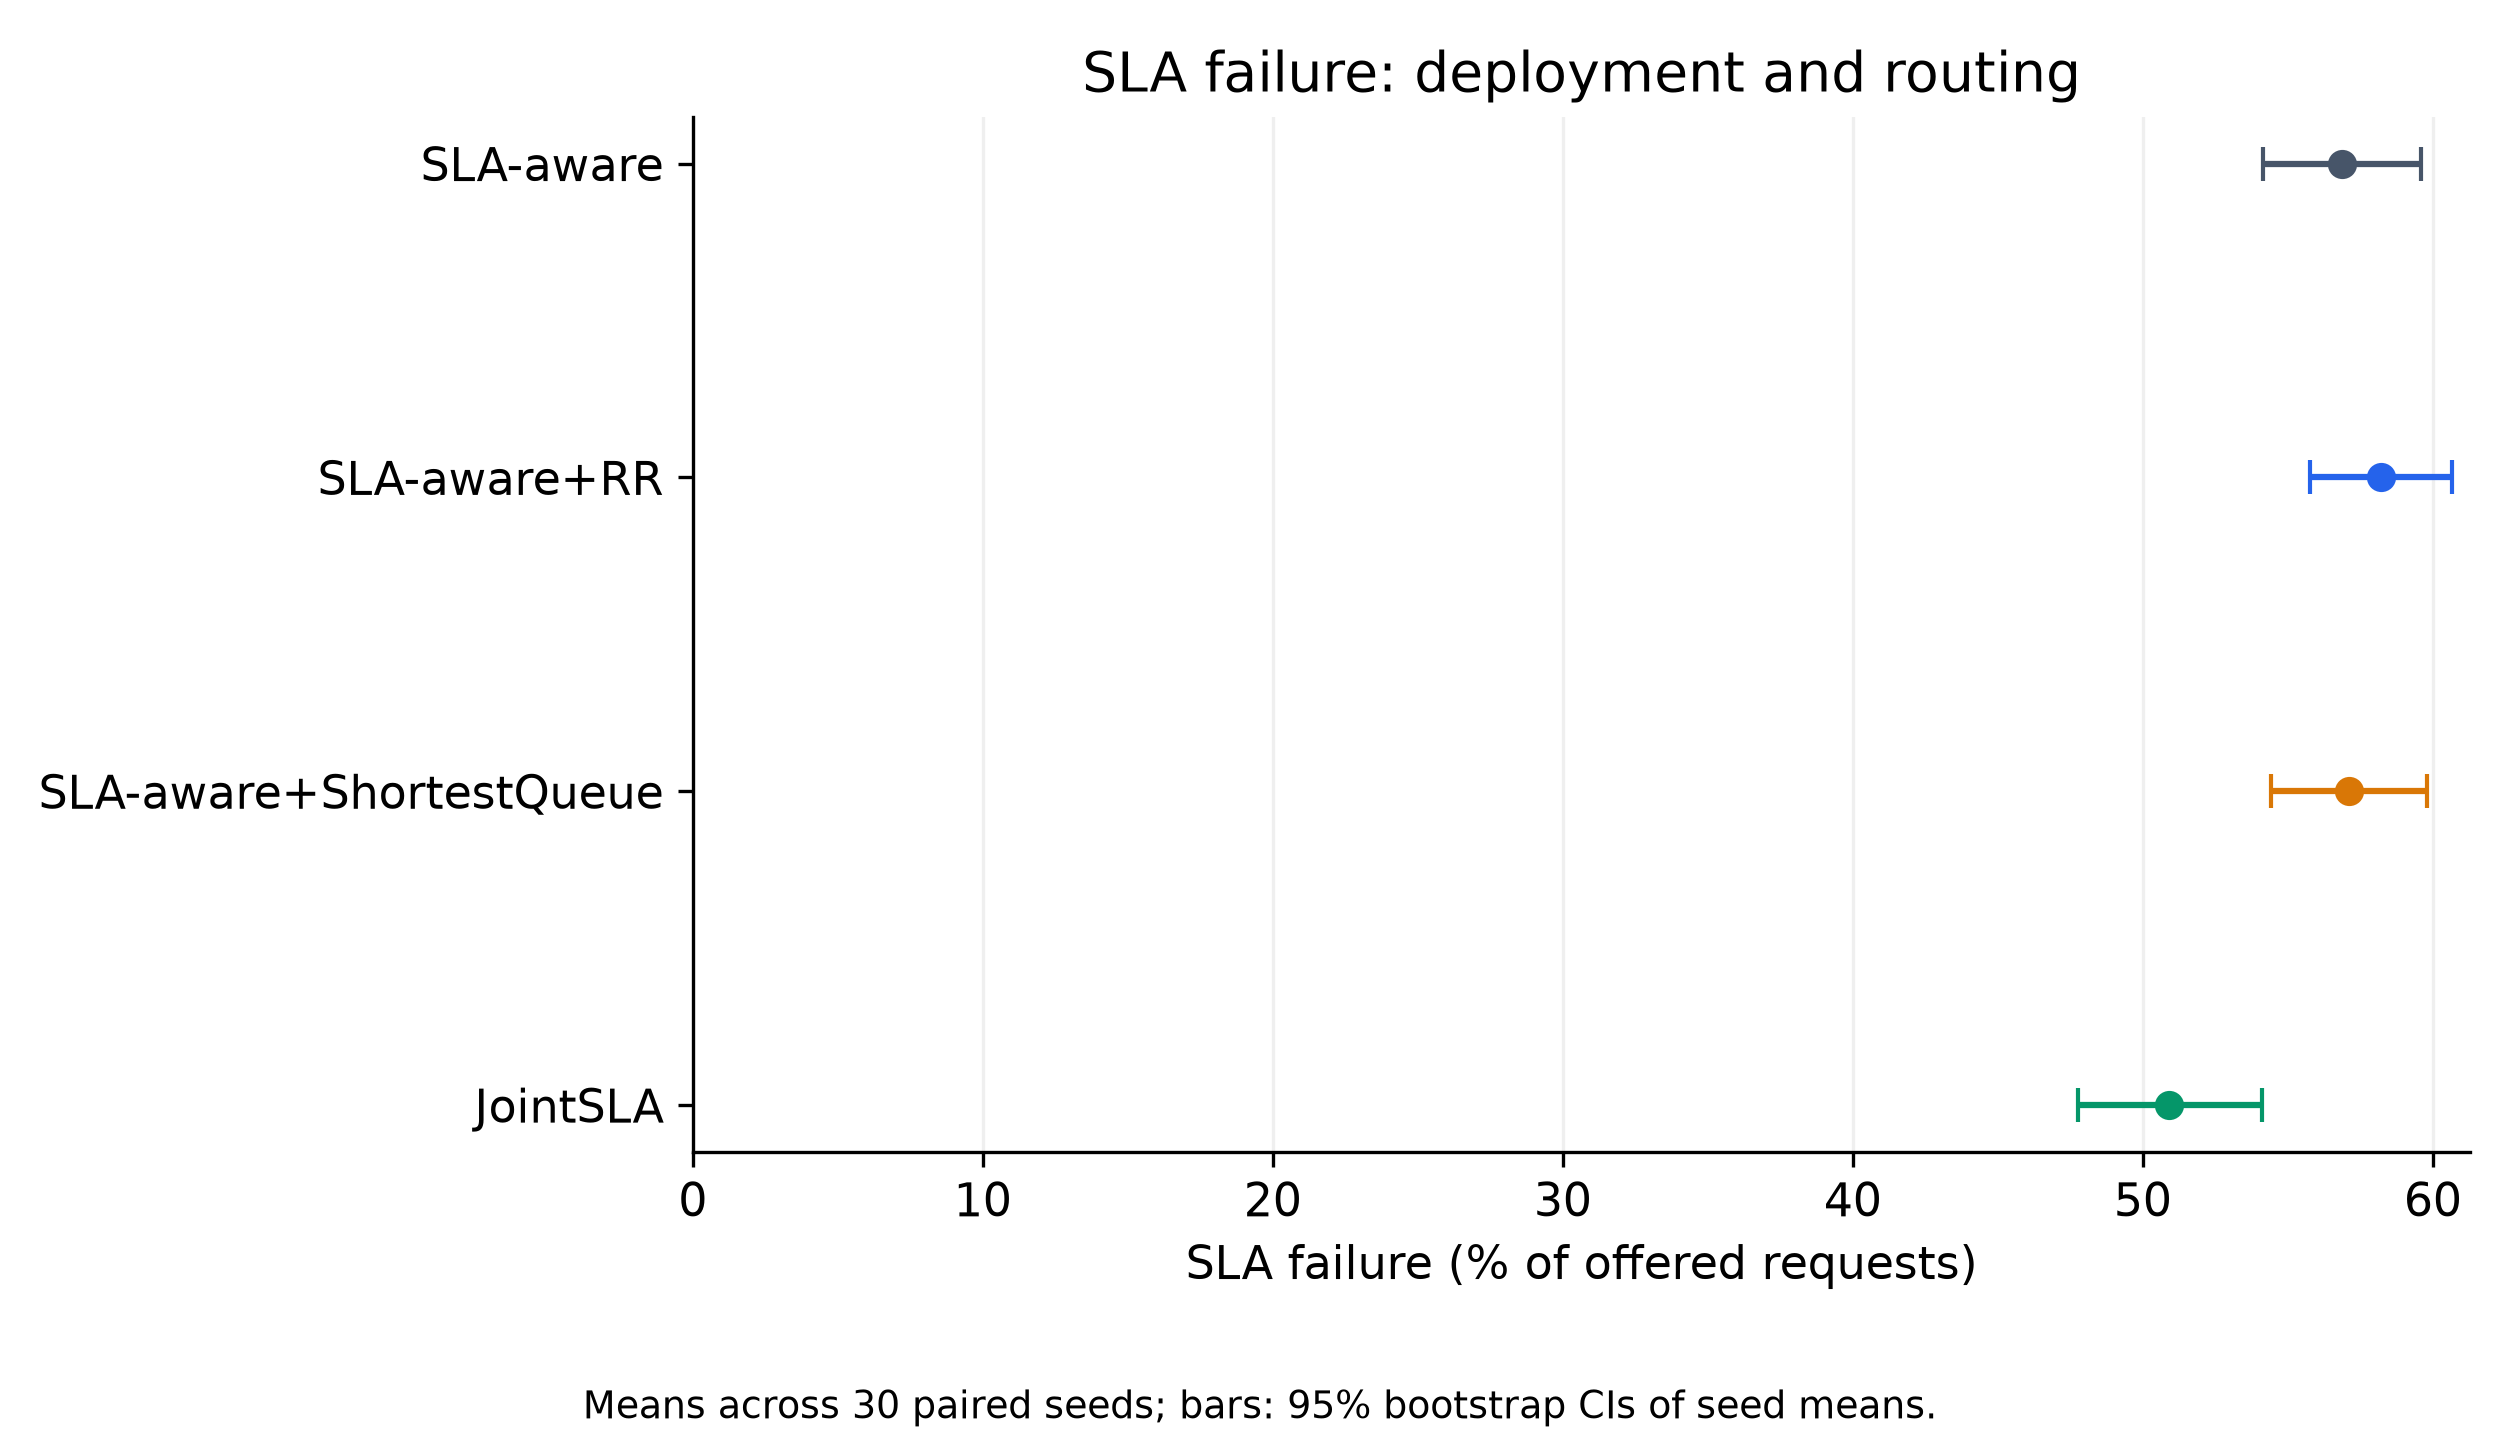 SLA failure: deployment and routing
SLA-aware
SLA-aware+RR
SLA-aware+ShortestQueue
JointSLA
0 10 20 30 40 50 60
SLA failure (% of offered requests)
Means across 30 paired seeds; bars: 95% bootstrap CIs of seed means.